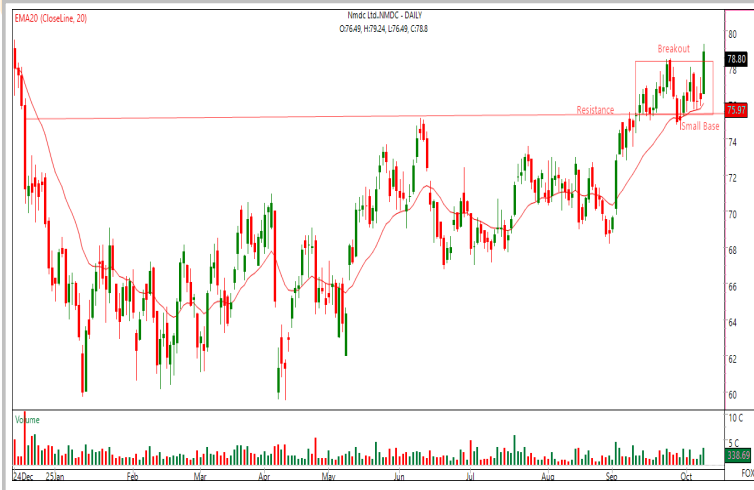 EMA20 (CloseLine, 20)
Nmdc Ltd.NMDC - DAILY
O:76.49, H:79.24, L:76.49, C:78.8
80
Breakout
78.80
78
Resistance
75.97
Small Base
74
72
70
68
66
64
62
60
Volume
10 C
5 C
338.69
24Dec 25Jan Feb Mar Apr May Jun Jul Aug Sep Oct FOX